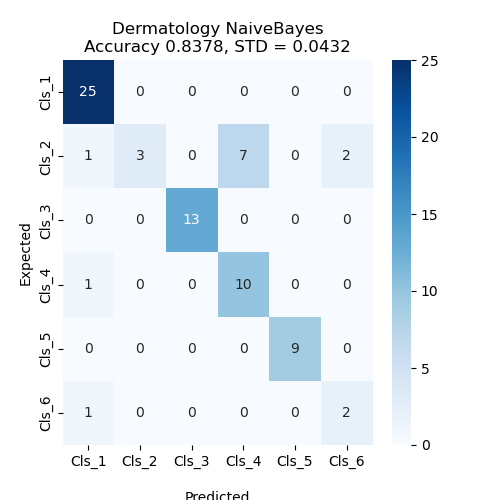 Dermatology NaiveBayes
Accuracy 0.8378, STD = 0.0432
Expected
Cls_1 25 0 0 0 0 0
Cls_2 1 3 0 7 0 2
Cls_3 0 0 13 0 0 0
Cls_4 1 0 0 10 0 0
Cls_5 0 0 0 0 9 0
Cls_6 1 0 0 0 0 2
Cls_1 Cls_2 Cls_3 Cls_4 Cls_5 Cls_6
Predicted
25
20
15
10
5
0